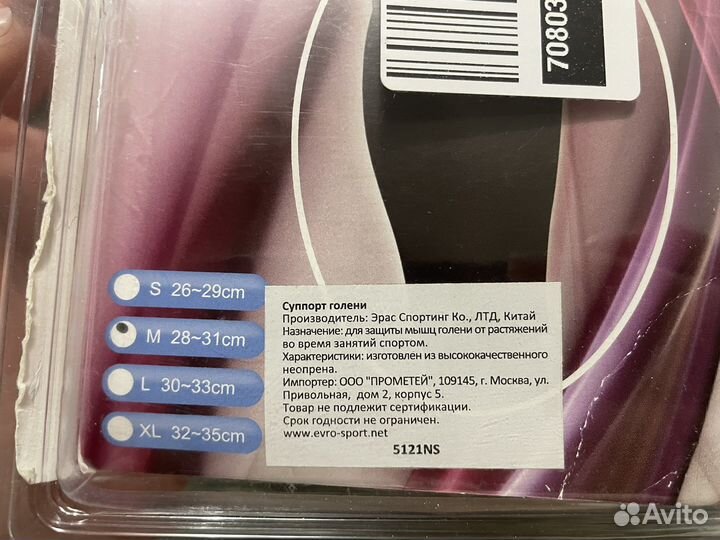 70803
S 26~29cm
M 28~31cm
L 30~33cm
XL 32~35cm
Суппорт голени
Производитель: Эрас Спортинг Ко., ЛТД, Китай
Назначение: для защиты мышц голени от растяжений
во время занятий спортом.
Характеристики: изготовлен из высококачественного
неопрена.
Импортер: ООО "ПРОМЕТЕЙ", 109145, г. Москва, ул.
Привольная, дом 2, корпус 5.
Товар не подлежит сертификации.
Срок годности не ограничен.
www.evro-sport.net
5121NS
Avito